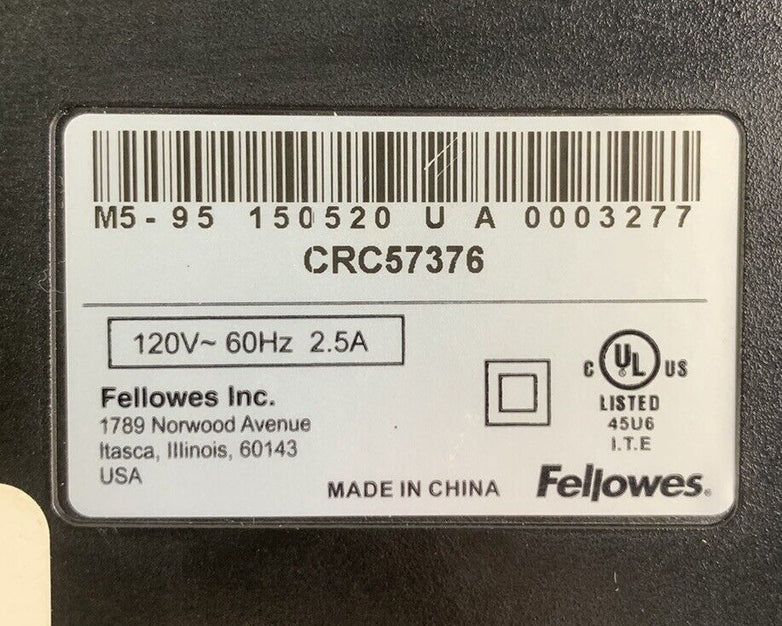 M5-95 150520 U A 0003277
CRC57376
120V~ 60Hz 2.5A
Fellowes Inc.
1789 Norwood Avenue
Itasca, Illinois, 60143
USA
MADE IN CHINA
C UL US
®
LISTED
45U6
I.T.E
Fellowes®